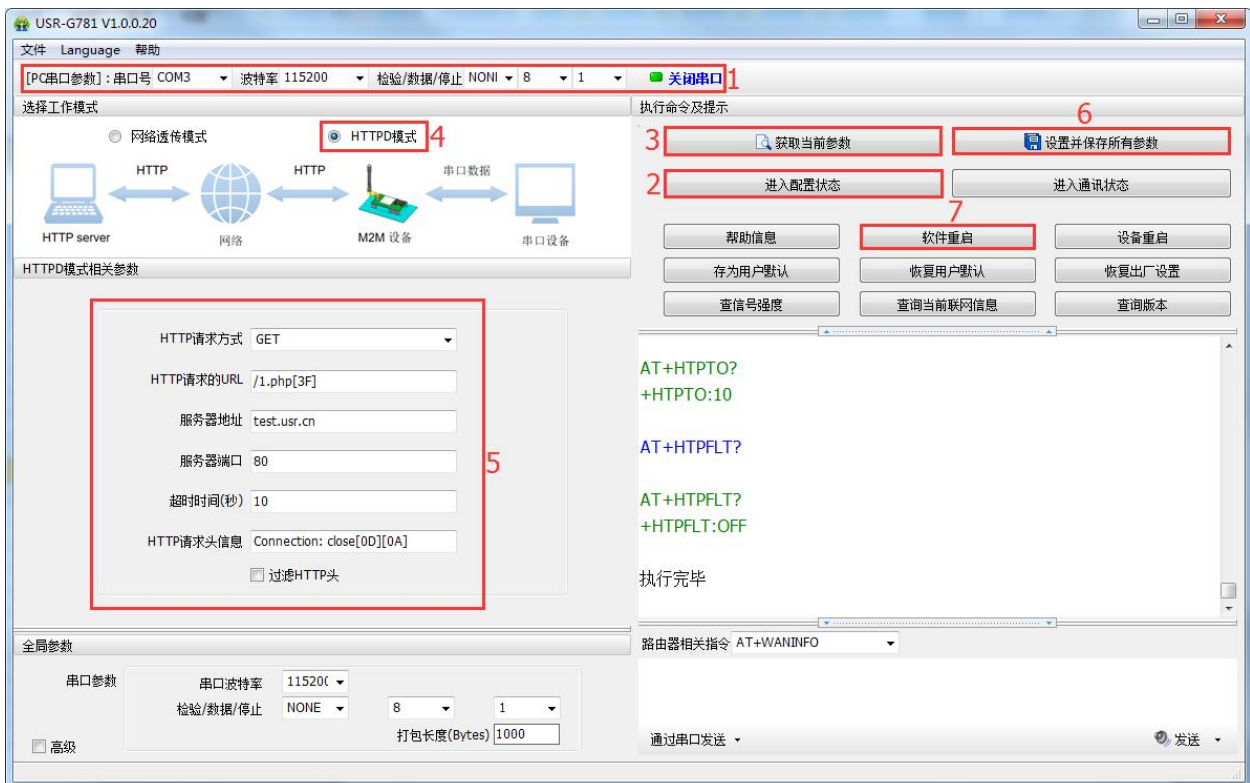 USR-G781 V1.0.0.20
文件 Language 帮助
[PC串口参数]：串口号 COM3 波特率 115200 检验/数据/停止 NONI 8 1 关闭串口 1
选择工作模式
网络透传模式 HTTPD模式 4
HTTP HTTP 串口数据
HTTP server 网络 M2M 设备 串口设备
HTTPD模式相关参数
HTTP请求方式 GET
HTTP请求的URL /1.php[3F]
服务器地址 test.usr.cn
服务器端口 80
5
超时时间(秒) 10
HTTP请求头信息 Connection: close[0D][0A]
过滤HTTP头
全局参数
串口参数 串口波特率 11520(
检验/数据/停止 NONE 8 1
打包长度(Bytes) 1000
高级
执行命令及提示
6
3 获取当前参数 设置并保存所有参数
2 进入配置状态 进入通讯状态
7
帮助信息 软件重启 设备重启
存为用户默认 恢复用户默认 恢复出厂设置
查信号强度 查询当前联网信息 查询版本
AT+HTPTO?
+HTPTO:10
AT+HTPFLT?
AT+HTPFLT?
+HTPFLT:OFF
执行完毕
路由器相关指令 AT+WANINFO
通过串口发送 发送